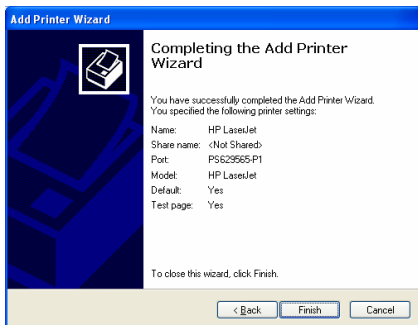 Add Printer Wizard
Completing the Add Printer
Wizard
You have successfully completed the Add Printer Wizard.
You specified the following printer settings:
Name: HP LaserJet
Share name: <Not Shared>
Port: PS629565-P1
Model: HP LaserJet
Default: Yes
Test page: Yes
To close this wizard, click Finish.
< Back Finish Cancel